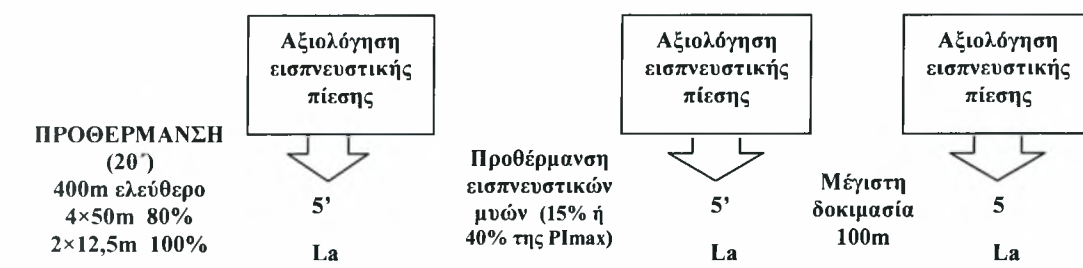 Αξιολόγηση
εισπνευστικής
πίεσης
Αξιολόγηση
εισπνευστικής
πίεσης
Αξιολόγηση
εισπνευστικής
πίεσης
ΠΡΟΘΕΡΜΑΝΣΗ
(20΄)
400m ελεύθερο
4×50m 80%
2×12,5m 100%
5’
La
Προθέρμανση
εισπνευστικών
μυών (15% ή
40% της PImax)
5’
La
Μέγιστη
δοκιμασία
100m
5
La